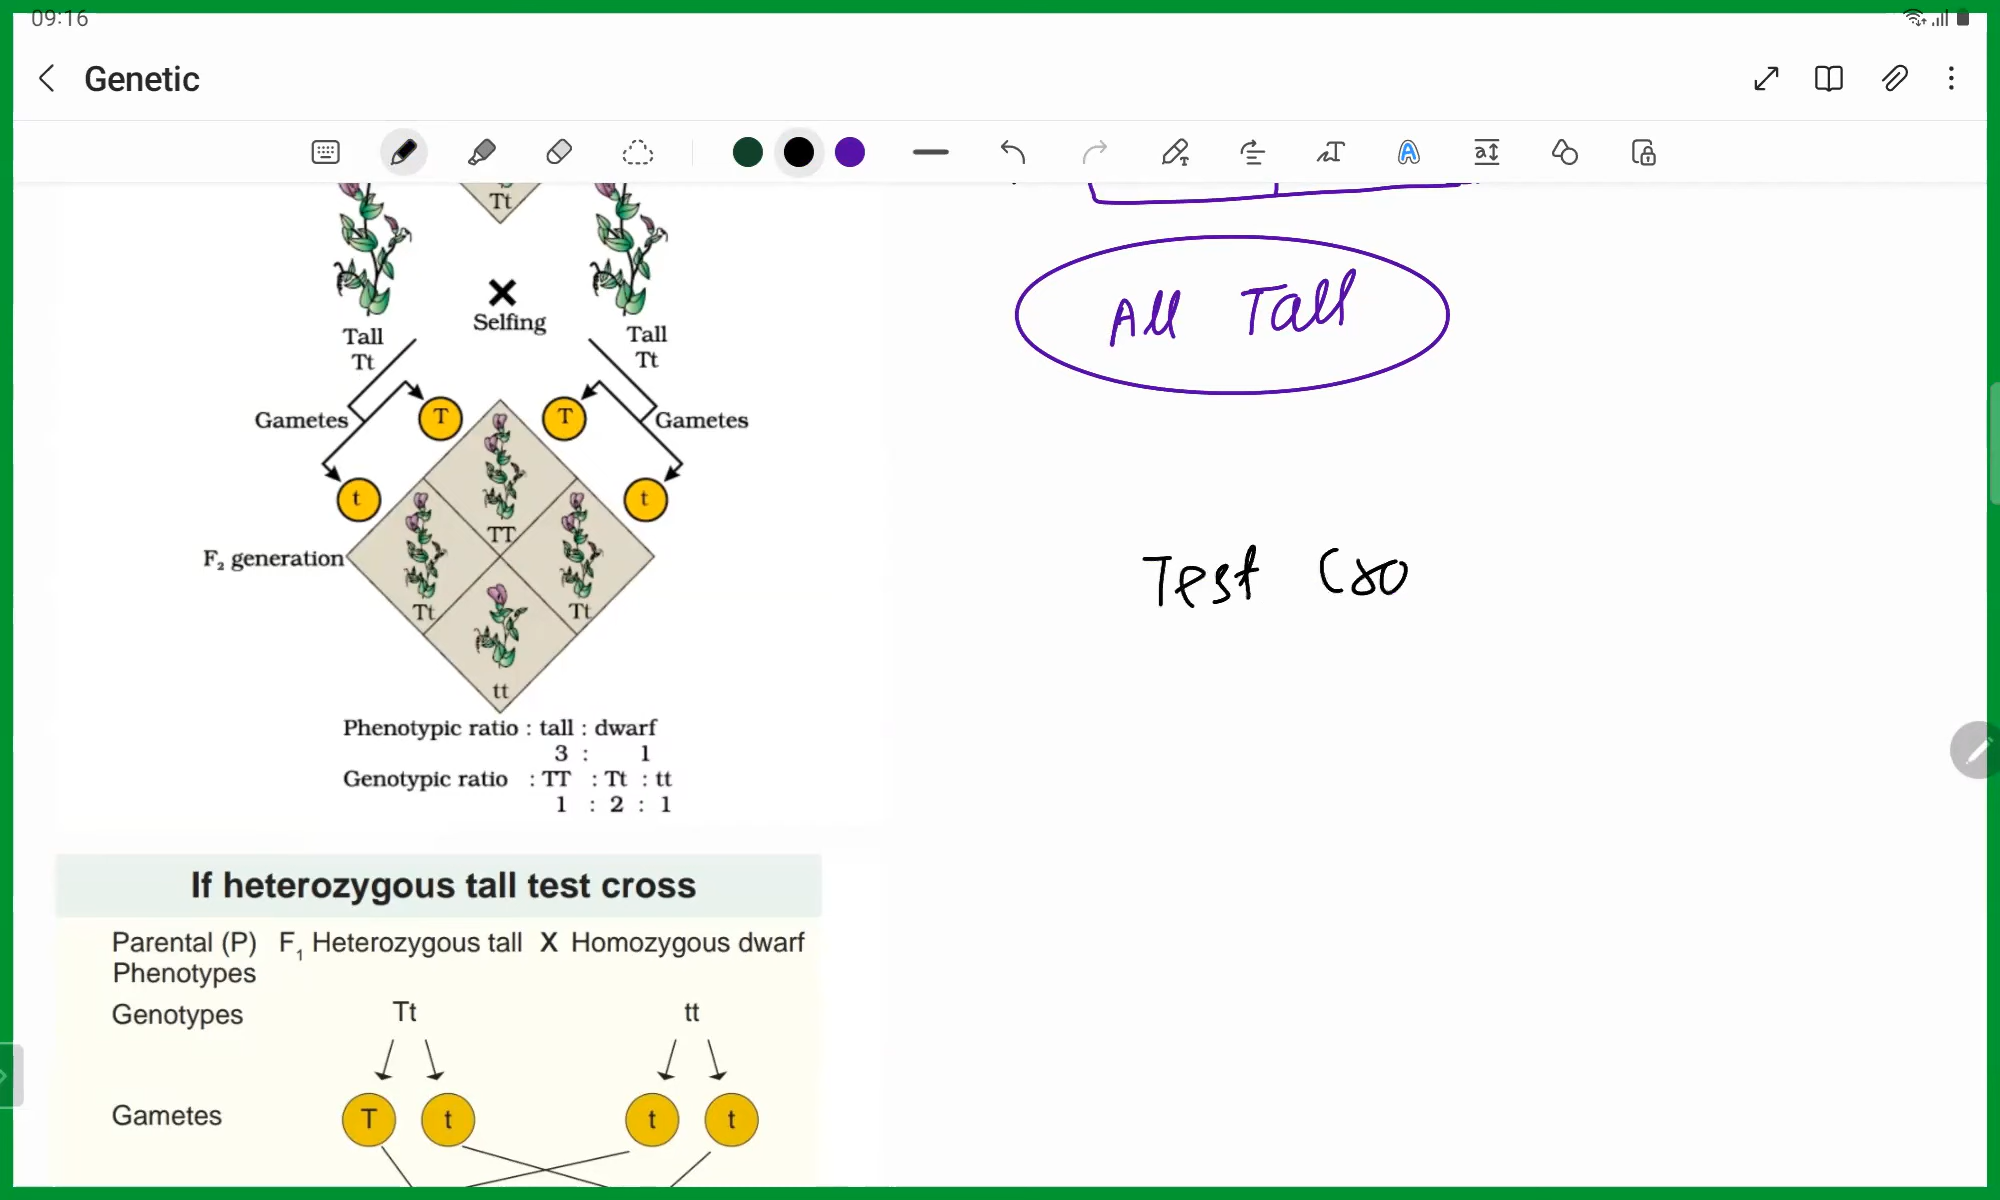 09:16
Genetic
Tt
Tall
Tt
Selfing
Tall
Tt
Gametes
T
T
Gametes
t
t
TT
F₂ generation
Tt
Tt
tt
Phenotypic ratio : tall : dwarf
3 : 1
Genotypic ratio : TT : Tt : tt
1 : 2 : 1
If heterozygous tall test cross
Parental (P) F₁ Heterozygous tall X Homozygous dwarf
Phenotypes
Genotypes Tt tt
Gametes T t t t
All Tall
Test Cro